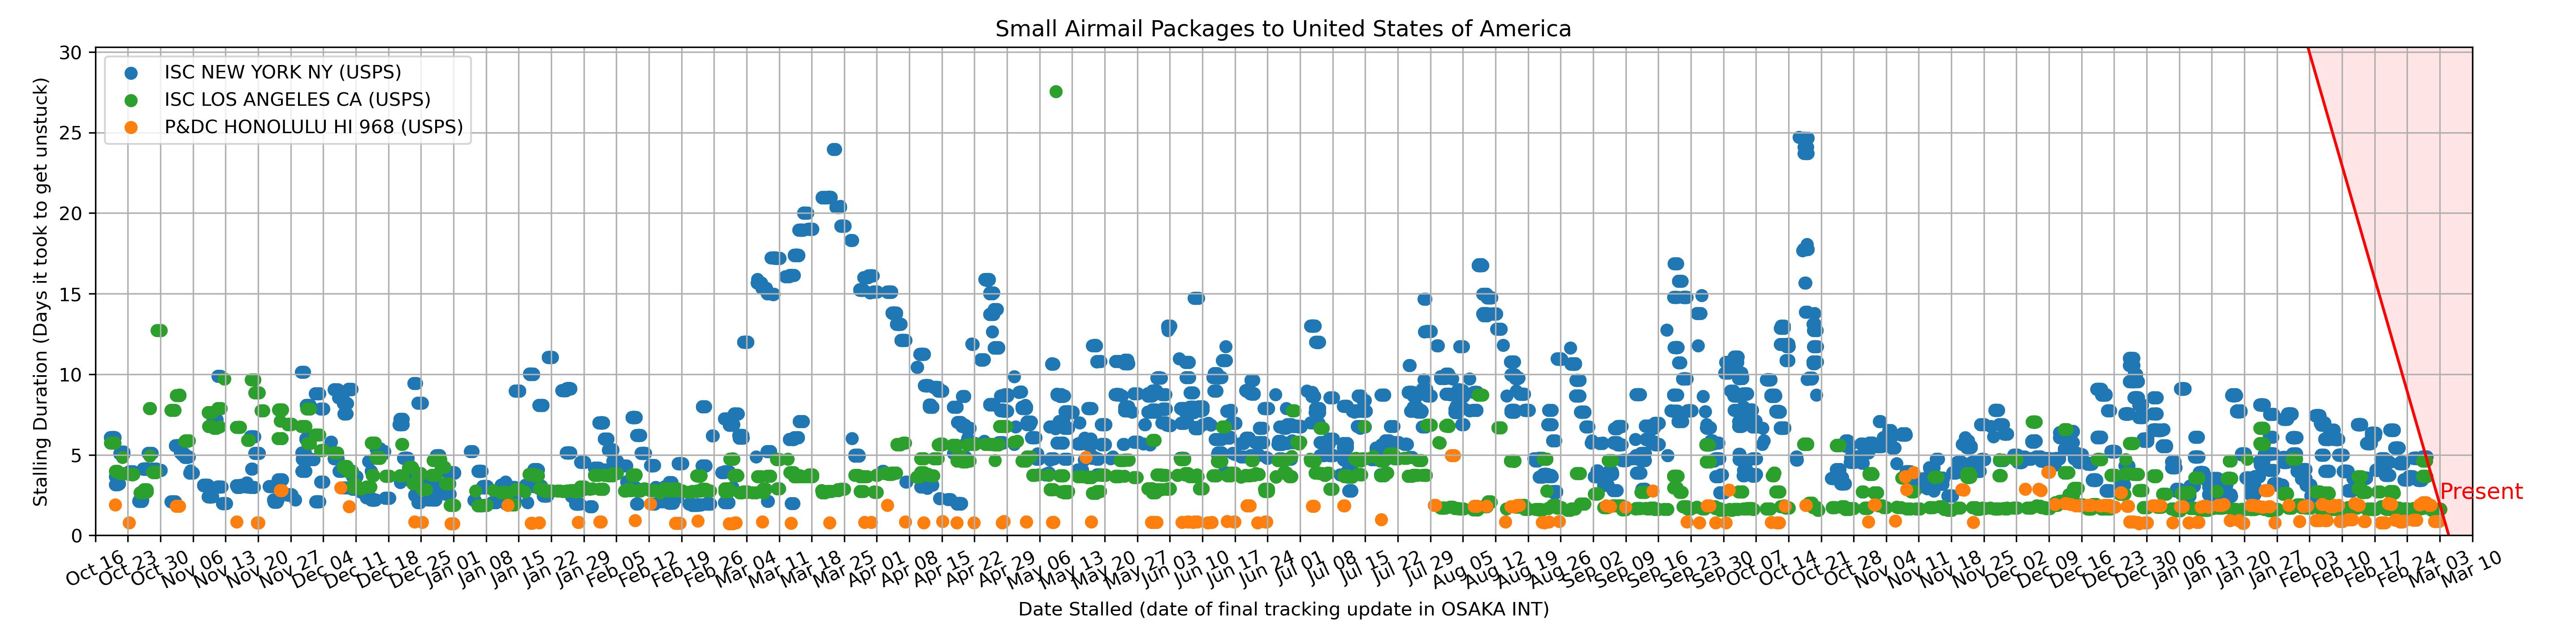 Small Airmail Packages to United States of America
ISC NEW YORK NY (USPS)
ISC LOS ANGELES CA (USPS)
P&DC HONOLULU HI 968 (USPS)
Stalling Duration (Days it took to get unstuck)
30
25
20
15
10
5
0
Present
Oct 16
Oct 23
Oct 30
Nov 06
Nov 13
Nov 20
Nov 27
Dec 04
Dec 11
Dec 18
Dec 25
Jan 01
Jan 08
Jan 15
Jan 22
Jan 29
Feb 05
Feb 12
Feb 19
Feb 26
Mar 04
Mar 11
Mar 18
Mar 25
Apr 01
Apr 08
Apr 15
Apr 22
Apr 29
May 06
May 13
May 20
May 27
Jun 03
Jun 10
Jun 17
Jun 24
Jul 01
Jul 08
Jul 15
Jul 22
Jul 29
Aug 05
Aug 12
Aug 19
Aug 26
Sep 02
Sep 09
Sep 16
Sep 23
Sep 30
Oct 07
Oct 14
Oct 21
Oct 28
Nov 04
Nov 11
Nov 18
Nov 25
Dec 02
Dec 09
Dec 16
Dec 23
Dec 30
Jan 06
Jan 13
Jan 20
Jan 27
Feb 03
Feb 10
Feb 17
Feb 24
Mar 03
Mar 10
Date Stalled (date of final tracking update in OSAKA INT)